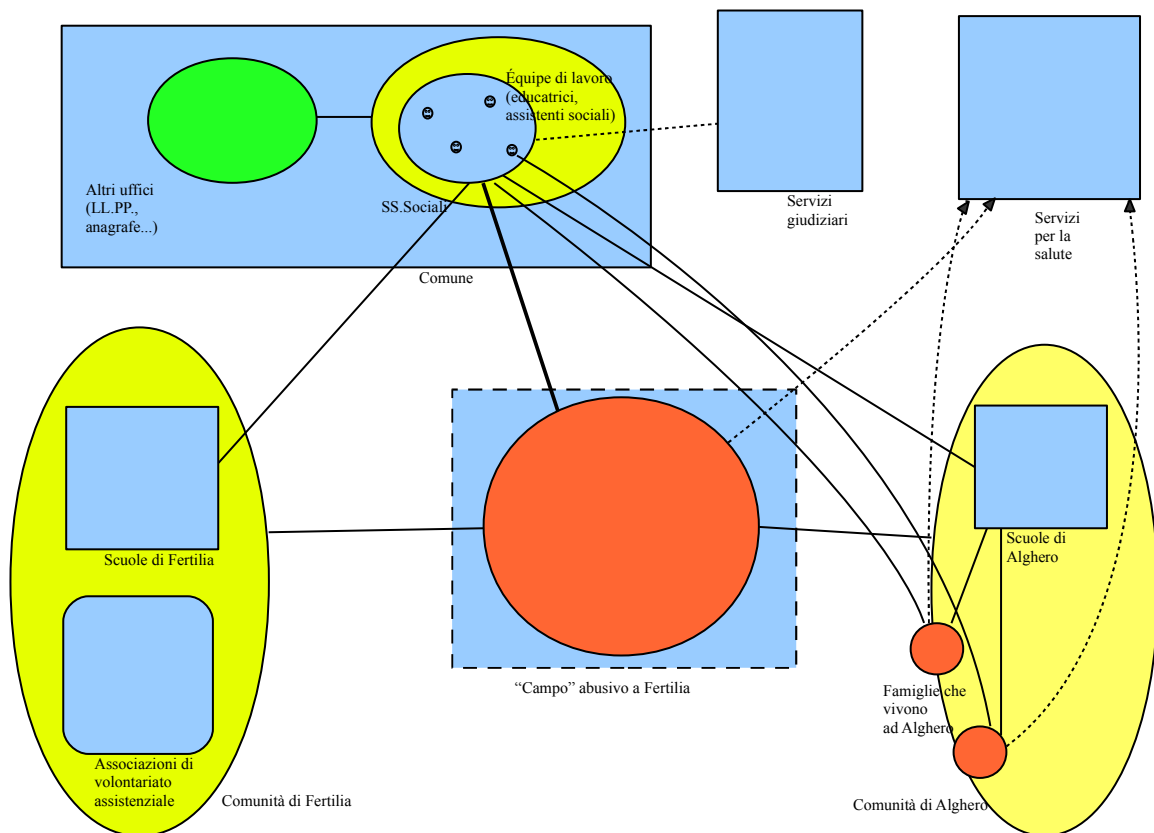 Équipe di lavoro
(educatrici,
assistenti sociali)
Altri uffici
(LL.PP.,
anagrafe...)
SS.Sociali
Comune
Servizi
giudiziari
Servizi
per la
salute
Scuole di Fertilia
Associazioni di
volontariato
assistenziale
Comunità di Fertilia
“Campo” abusivo a Fertilia
Scuole di
Alghero
Famiglie che
vivono
ad Alghero
Comunità di Alghero